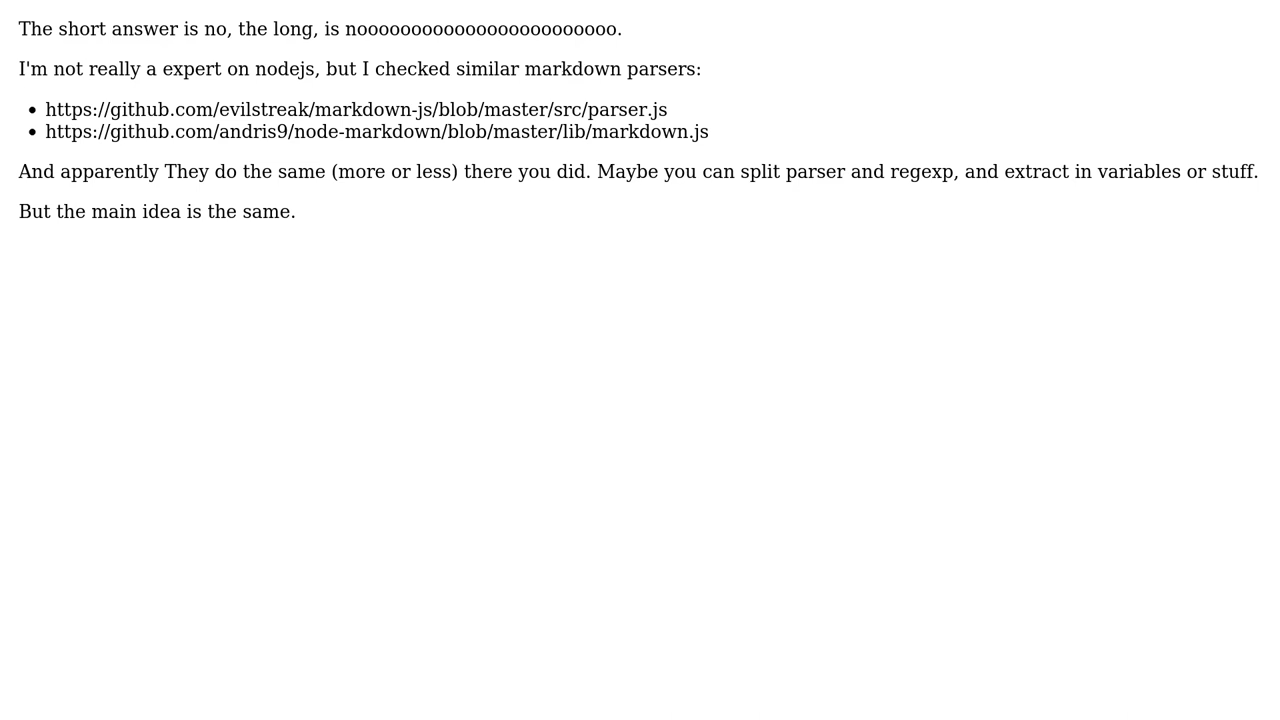 The short answer is no, the long, is noooooooooooooooooooooooo.
I'm not really a expert on nodejs, but I checked similar markdown parsers:
• https://github.com/evilstreak/markdown-js/blob/master/src/parser.js
• https://github.com/andris9/node-markdown/blob/master/lib/markdown.js
And apparently They do the same (more or less) there you did. Maybe you can split parser and regexp, and extract in variables or stuff.
But the main idea is the same.